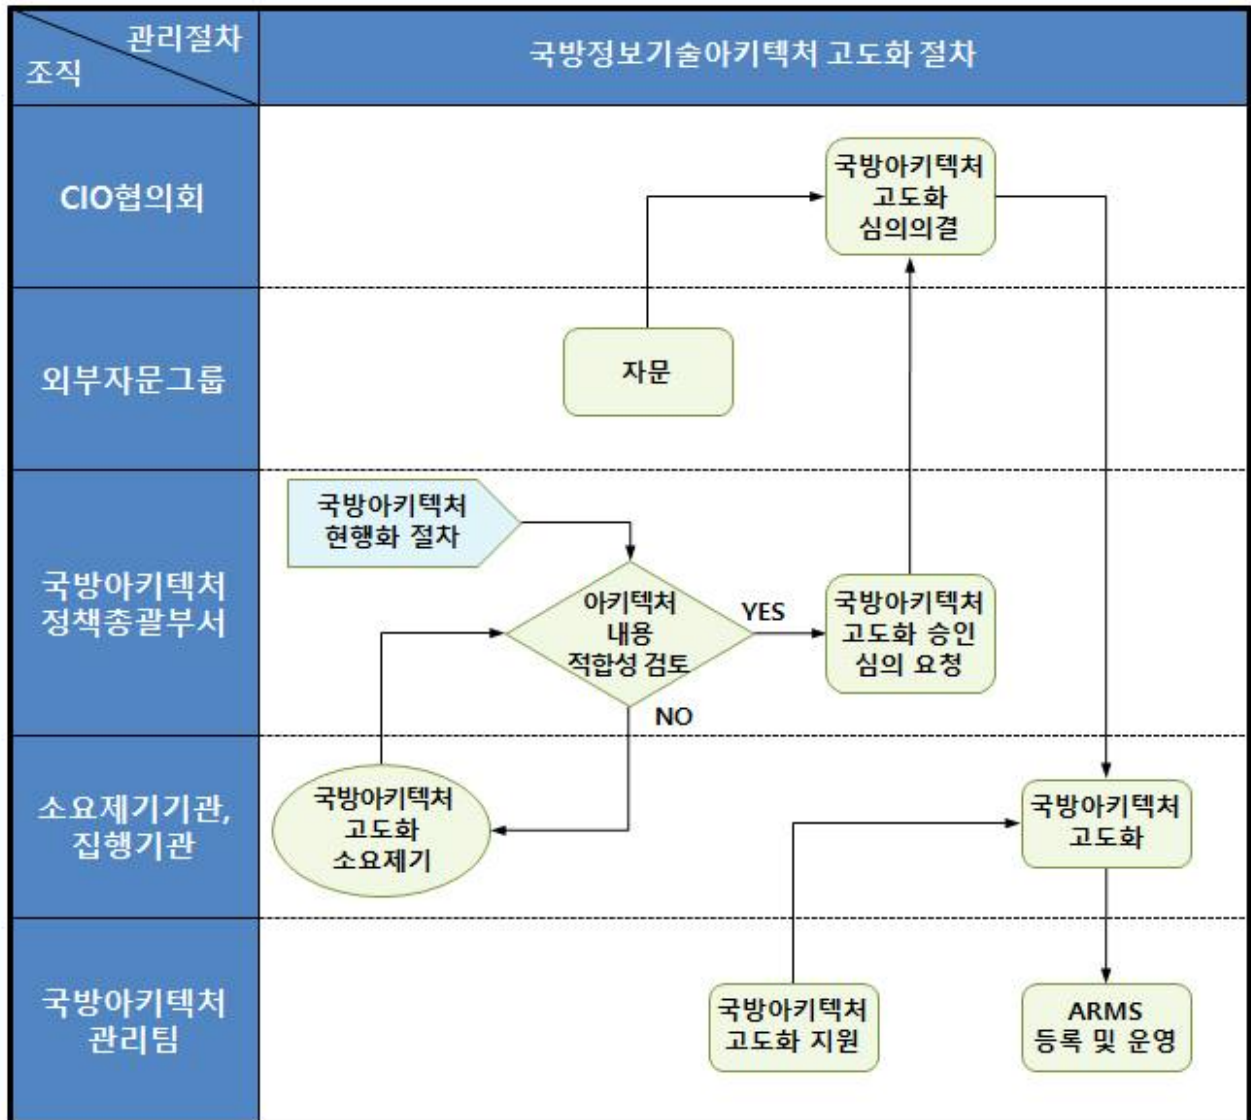 관리절차
조직
국방정보기술아키텍처 고도화 절차
CIO협의회
국방아키텍처
고도화
심의의결
외부자문그룹
자문
국방아키텍처
정책총괄부서
국방아키텍처
현행화 절차
아키텍처
내용
적합성 검토
YES
NO
국방아키텍처
고도화 승인
심의 요청
소요제기기관,
집행기관
국방아키텍처
고도화
소요제기
국방아키텍처
고도화
국방아키텍처
관리팀
국방아키텍처
고도화 지원
ARMS
등록 및 운영